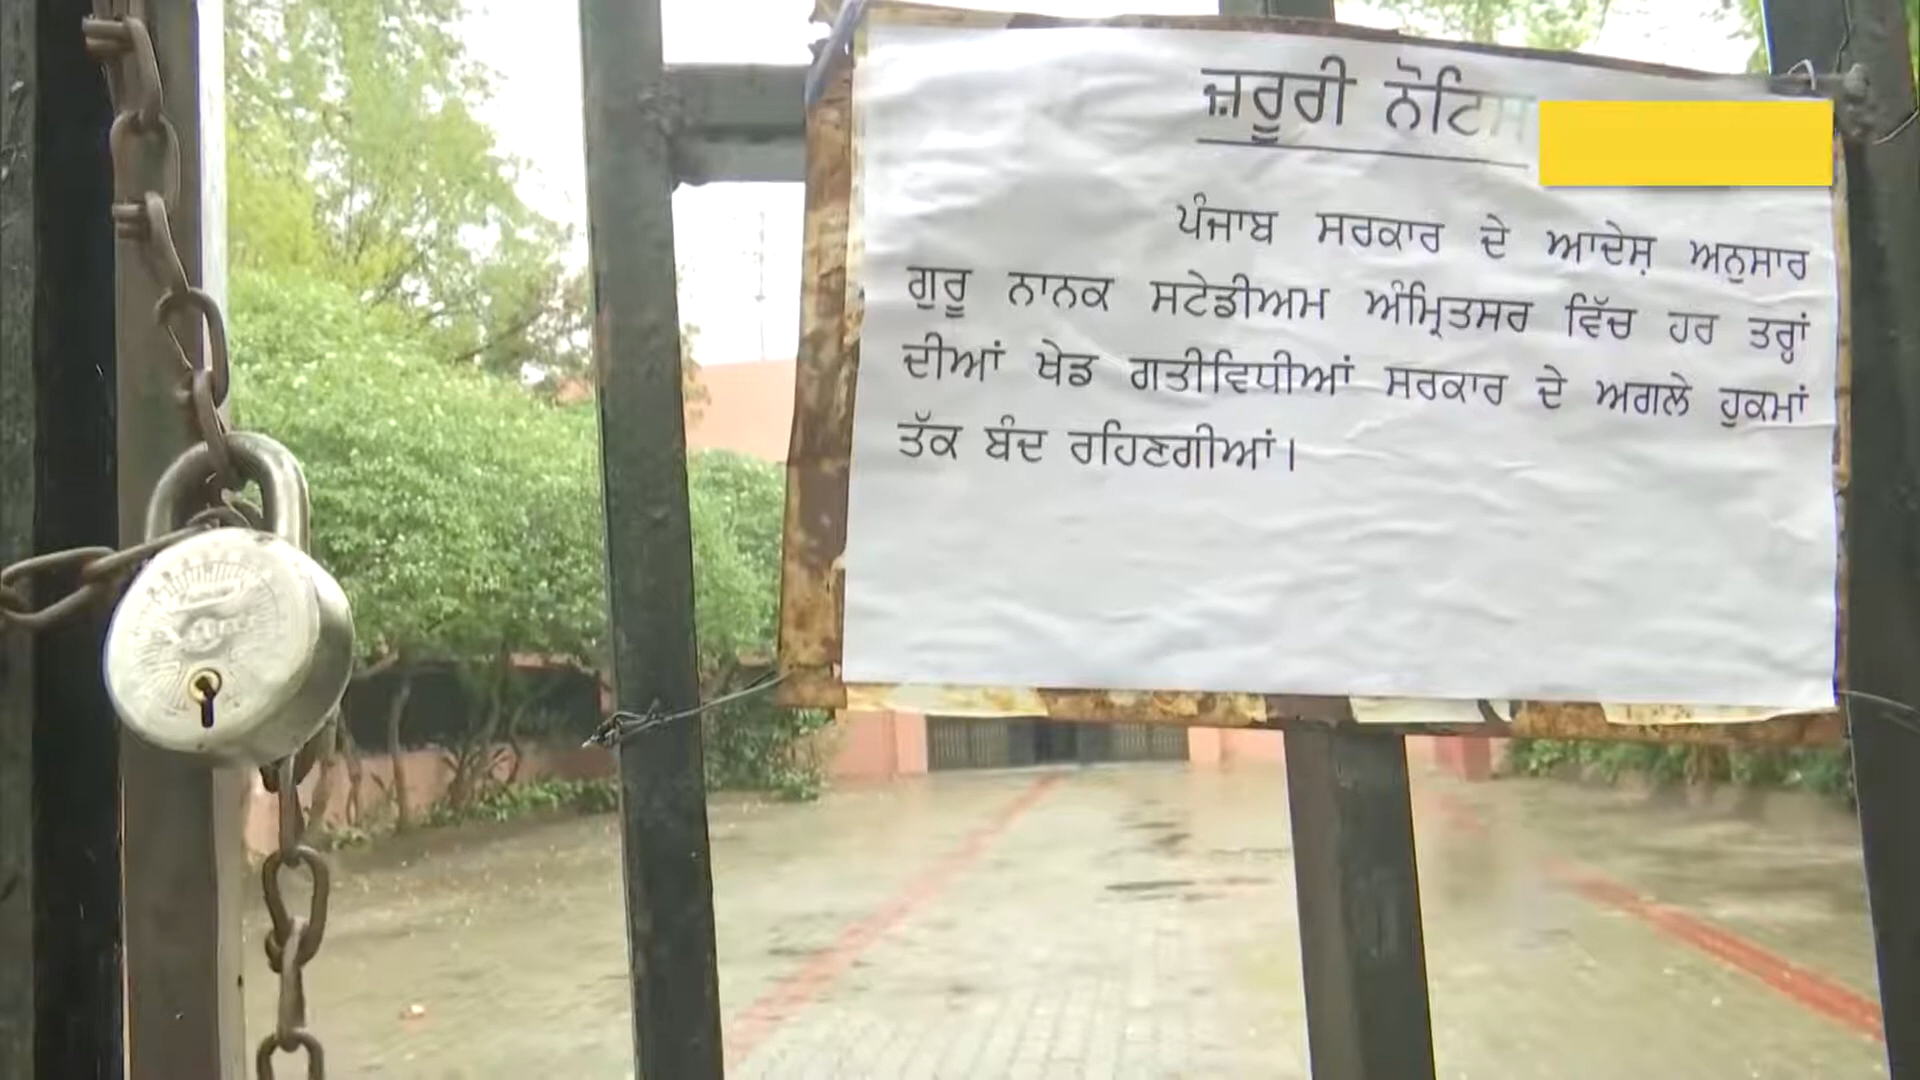 ਜ਼ਰੂਰੀ
ਪੰਜਾਬ ਸਰਕਾਰ ਦੇ ਆਦੇਸ਼ ਅਨੁਸਾਰ
ਗੁਰੂ ਨਾਨਕ ਸਟੇਡੀਅਮ ਅੰਮ੍ਰਿਤਸਰ ਵਿੱਚ ਹਰ ਤਰ੍ਹਾਂ
ਦੀਆਂ ਖੇਡ ਗਤੀਵਿਧੀਆਂ ਸਰਕਾਰ ਦੇ ਅਗਲੇ ਹੁਕਮਾਂ
ਤੱਕ ਬੰਦ ਰਹਿਣਗੀਆਂ।